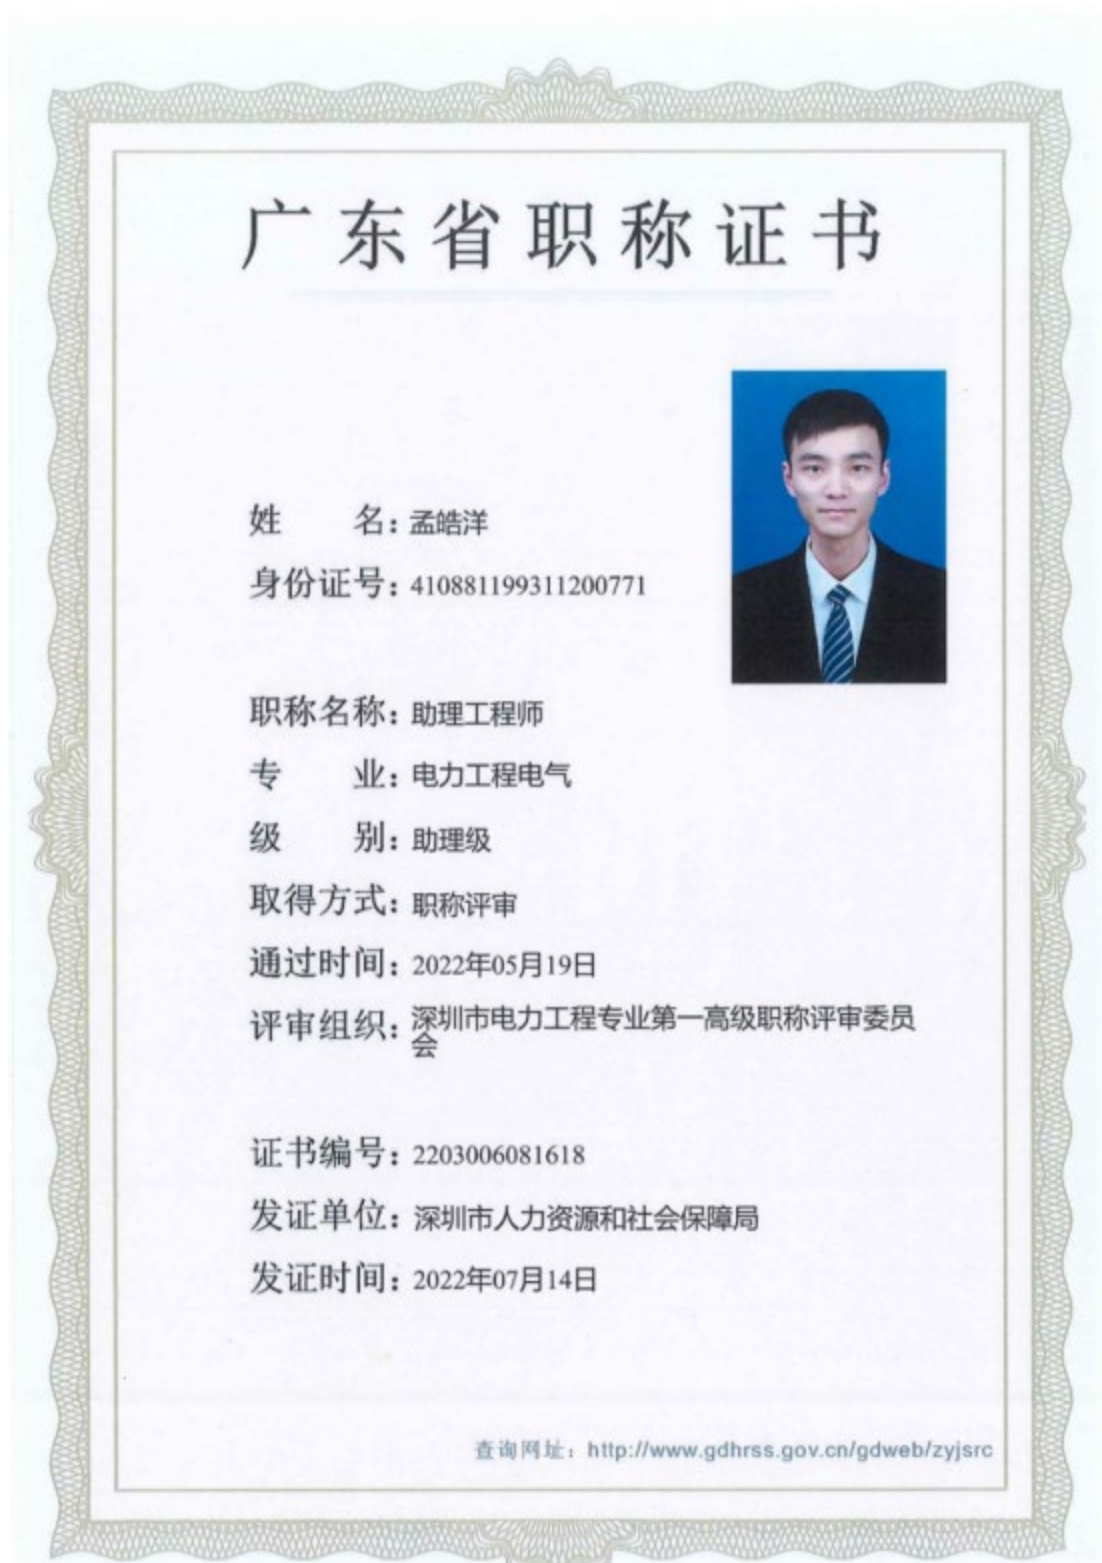 广东省职称证书
姓 名：孟皓洋
身份证号：410881199311200771
职称名称：助理工程师
专 业：电力工程电气
级 别：助理级
取得方式：职称评审
通过时间：2022年05月19日
评审组织：深圳市电力工程专业第一高级职称评审委员
会
证书编号：2203006081618
发证单位：深圳市人力资源和社会保障局
发证时间：2022年07月14日
查询网址：http://www.gdhrss.gov.cn/gdweb/zyjsrc